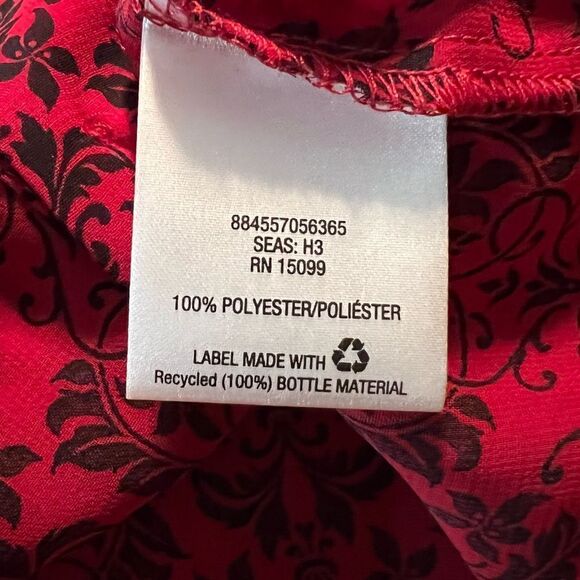 884557056365
SEAS: H3
RN 15099
100% POLYESTER/POLIÉSTER
LABEL MADE WITH
Recycled (100%) BOTTLE MATERIAL